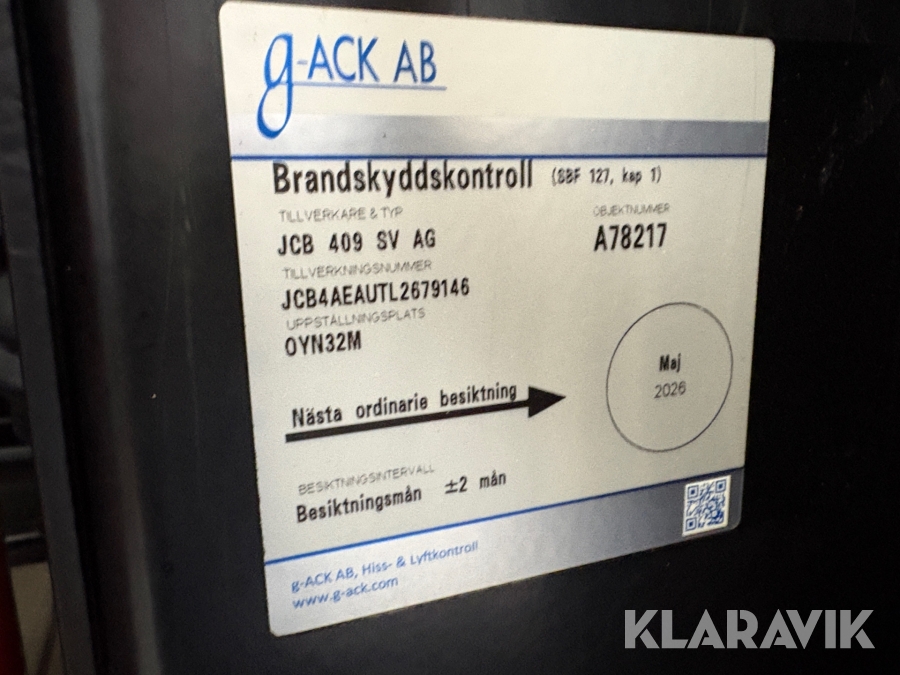 g-ACK AB
Brandskyddskontroll (SBF 127, kap 1)
TILLVERKARE & TYP
OBJEKTNUMMER
JCB 409 SV AG
A78217
TILLVERKNINGSNUMMER
JCB4AEAUTL2679146
UPPSTÄLLNINGSPLATS
OYN32M
Maj
2026
Nästa ordinarie besiktning
BESIKTNINGSINTERVALL
Besiktningsmån ±2 mån
g-ACK AB, Hiss- & Lyftkontroll
www.g-ack.com
KLARAVIK